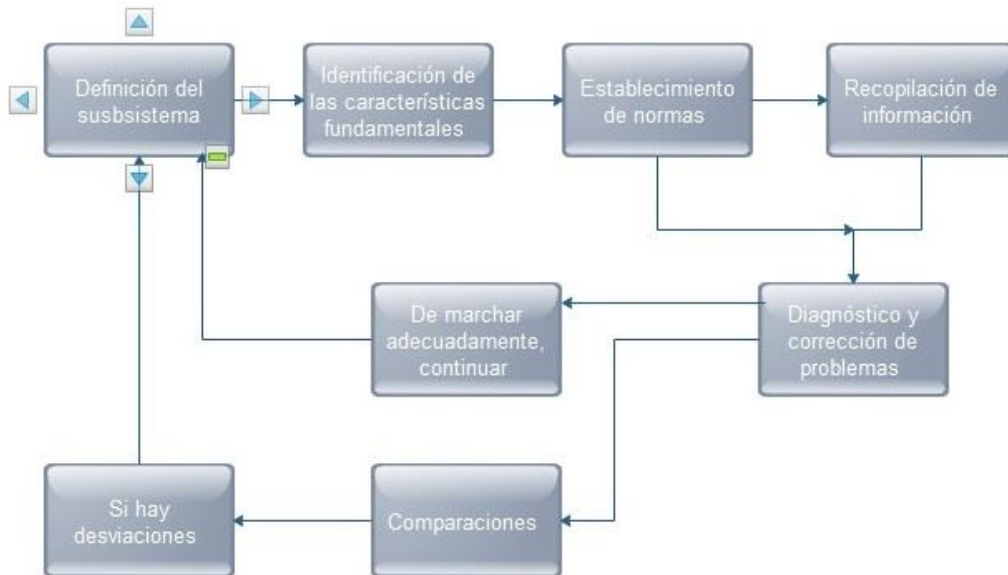 Definición del
susbsistema
Identificación de
las características
fundamentales
Establecimiento
de normas
Recopilación de
información
De marchar
adecuadamente,
continuar
Diagnóstico y
corrección de
problemas
Si hay
desviaciones
Comparaciones